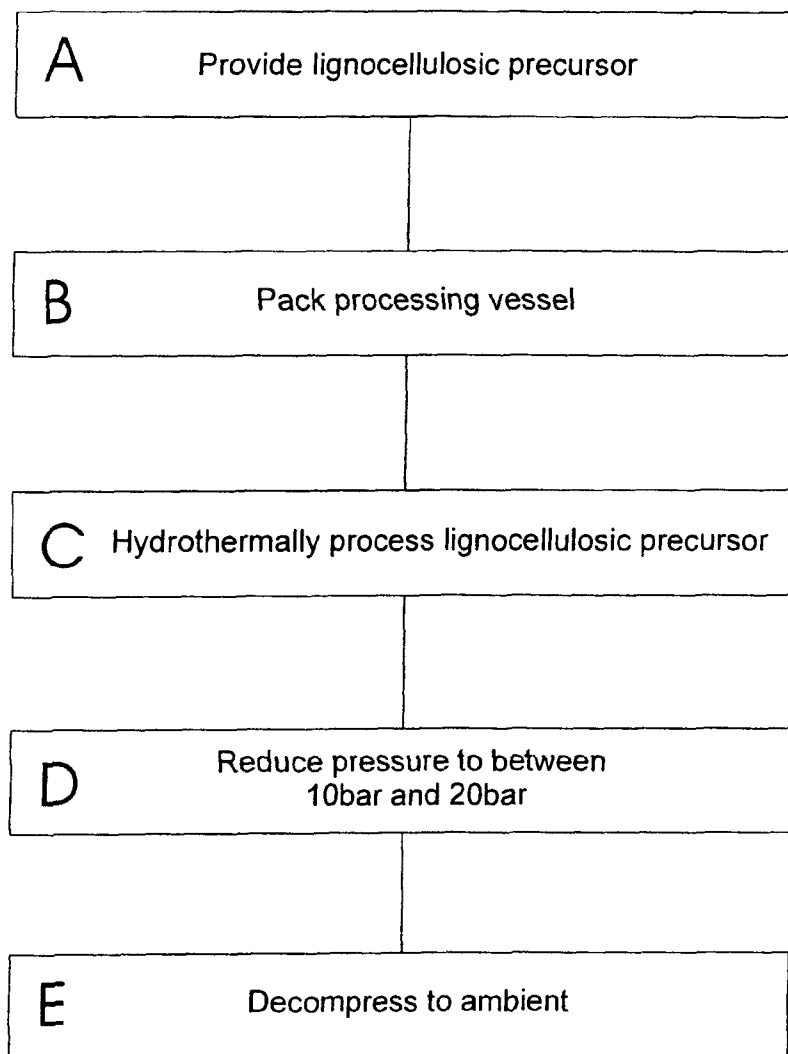 A Provide lignocellulosic precursor
B Pack processing vessel
C Hydrothermally process lignocellulosic precursor
D Reduce pressure to between
10bar and 20bar
E Decompress to ambient